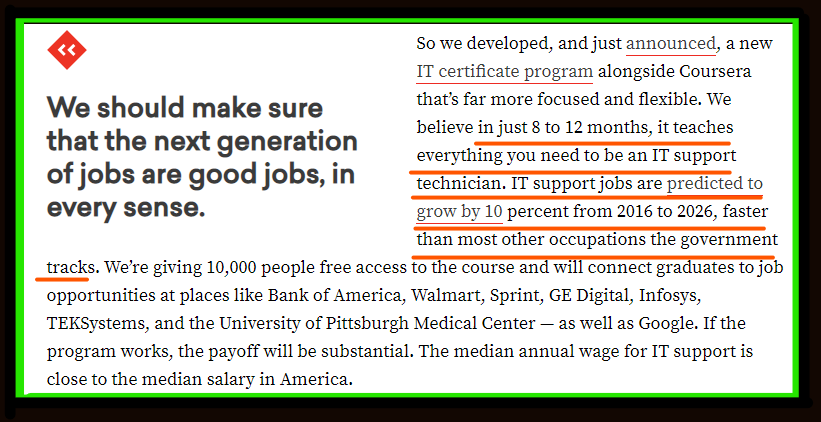 We should make sure
that the next generation
of jobs are good jobs, in
every sense.
So we developed, and just announced, a new
IT certificate program alongside Coursera
that’s far more focused and flexible. We
believe in just 8 to 12 months, it teaches
everything you need to be an IT support
technician. IT support jobs are predicted to
grow by 10 percent from 2016 to 2026, faster
than most other occupations the government
tracks. We’re giving 10,000 people free access to the course and will connect graduates to job
opportunities at places like Bank of America, Walmart, Sprint, GE Digital, Infosys,
TEKSystems, and the University of Pittsburgh Medical Center — as well as Google. If the
program works, the payoff will be substantial. The median annual wage for IT support is
close to the median salary in America.